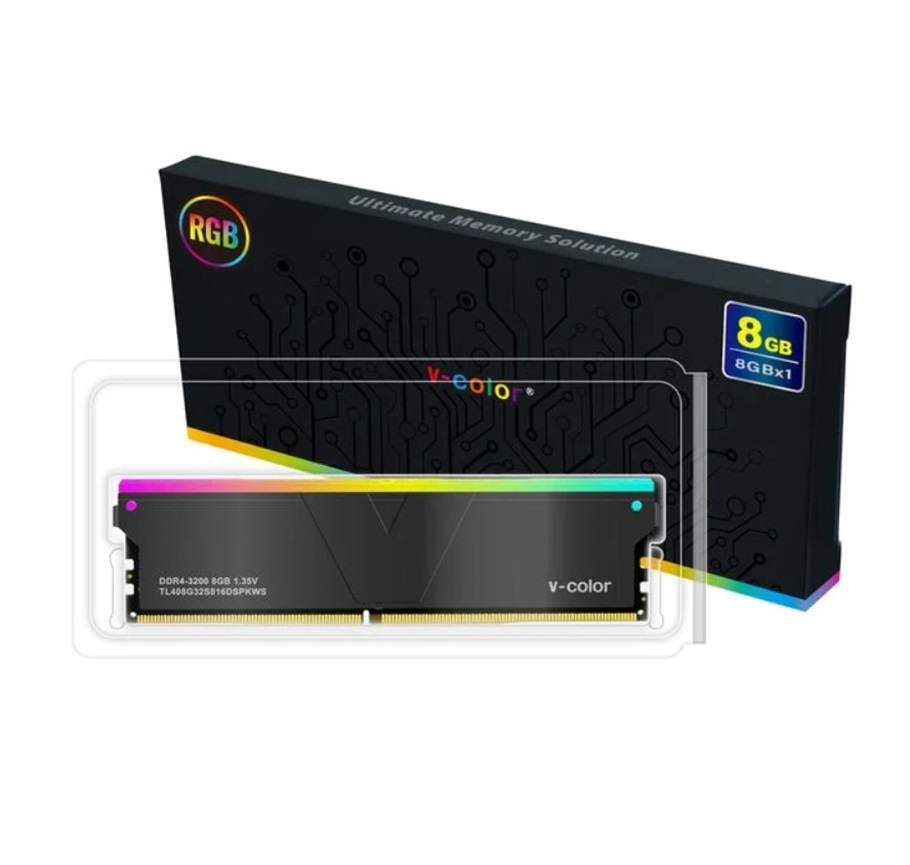 RGB
Ultimate Memory Solution
8GB
8GBx1
v-color®
DDR4-3200 8GB 1.35V
TL408G32S816DSPKWS
v-color